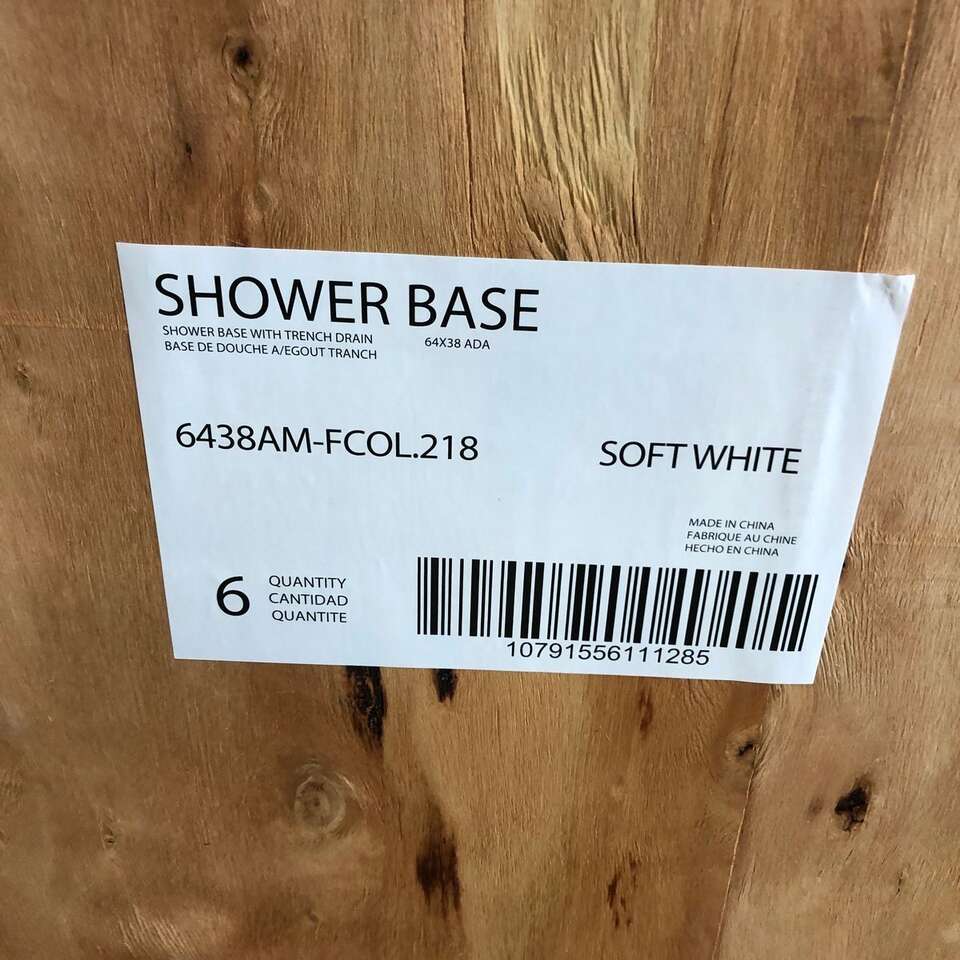 SHOWER BASE
SHOWER BASE WITH TRENCH DRAIN 64X38 ADA
BASE DE DOUCHE A/EGOUT TRANCH
6438AM-FCOL.218 SOFT WHITE
MADE IN CHINA
FABRIQUE AU CHINE
HECHO EN CHINA
6 QUANTITY
CANTIDAD
QUANTITE
10791556111285